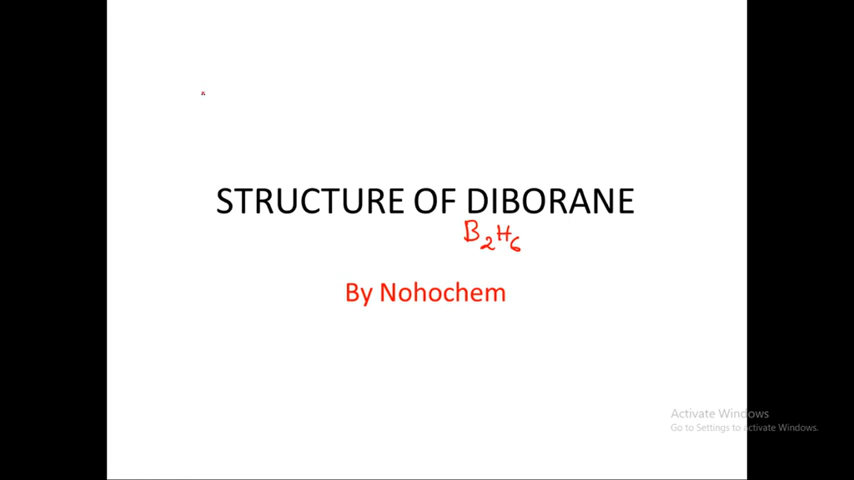 STRUCTURE OF DIBORANE
B₂H₆
By Nohochem
Activate Windows
Go to Settings to activate Windows.